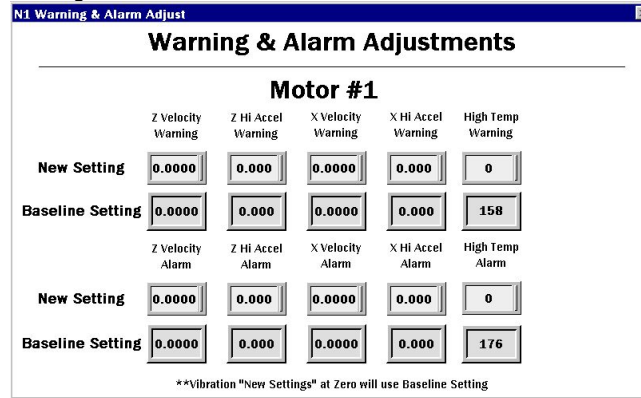 N1 Warning & Alarm Adjust
Warning & Alarm Adjustments
Motor #1
Z Velocity Warning Z Hi Accel Warning X Velocity Warning X Hi Accel Warning High Temp Warning
New Setting 0.0000 0.000 0.0000 0.000 0
Baseline Setting 0.0000 0.000 0.0000 0.000 158
Z Velocity Alarm Z Hi Accel Alarm X Velocity Alarm X Hi Accel Alarm High Temp Alarm
New Setting 0.0000 0.000 0.0000 0.000 0
Baseline Setting 0.0000 0.000 0.0000 0.000 176
**Vibration "New Settings" at Zero will use Baseline Setting